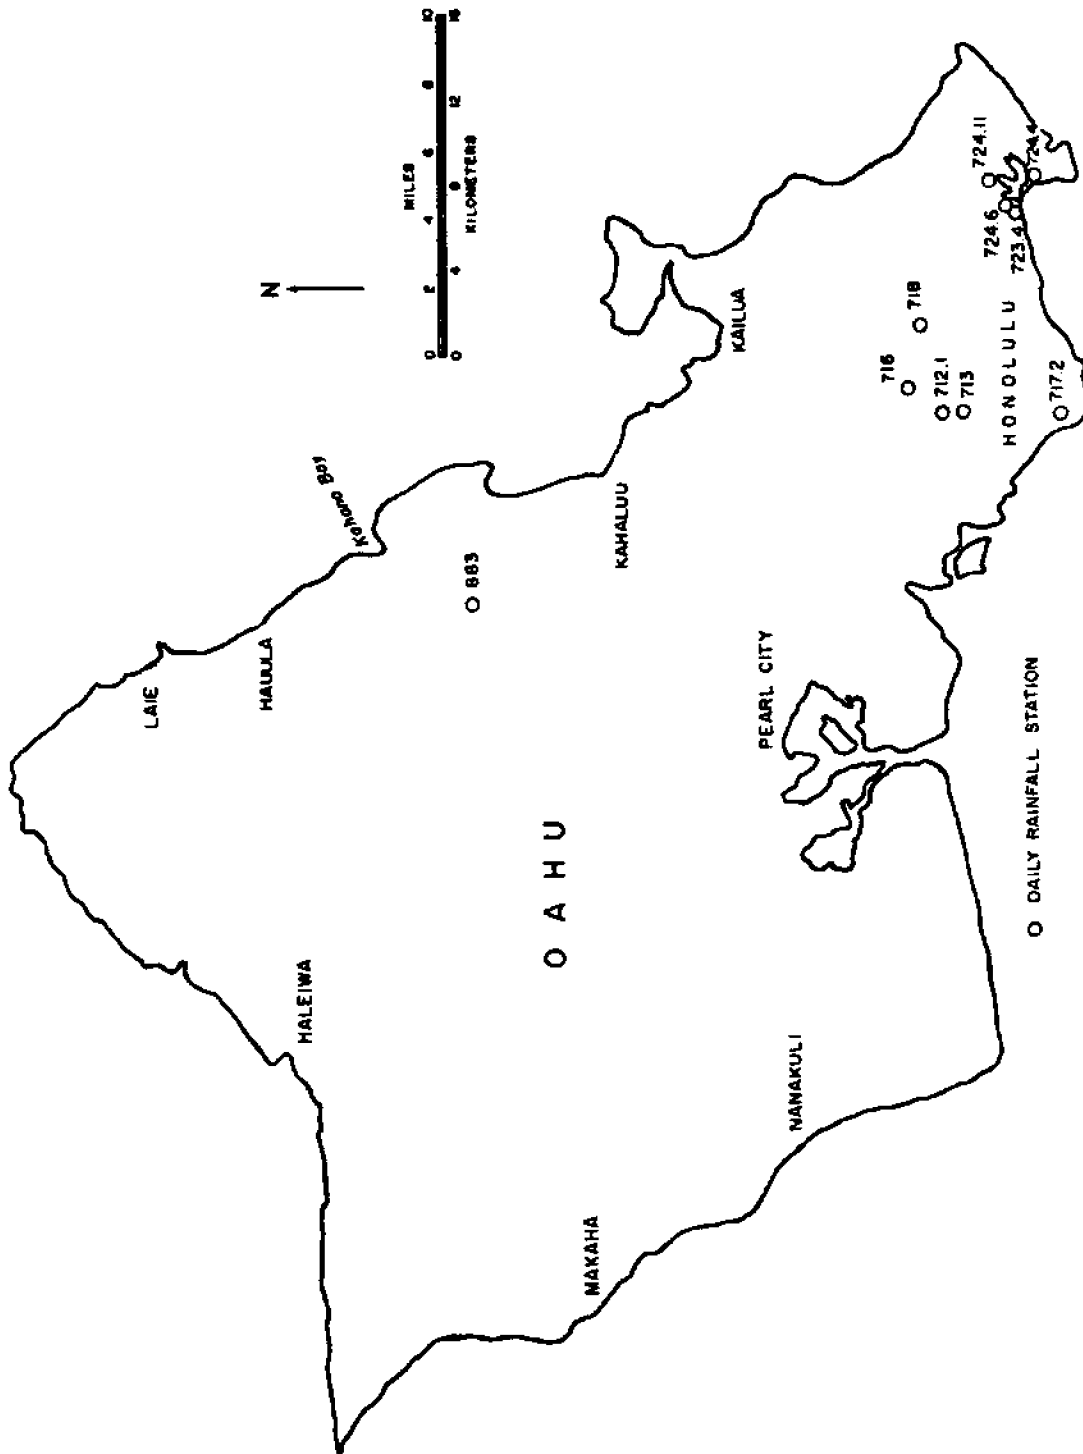 N
MILES
0 2 4 6 8 10
0 4 8 12 16
KILOMETERS
LAIE
HAUULA
Kahana Bay
883
HALEIWA
OAHU
KAHALUU
KAILUA
MAKAHA
NANAKULI
PEARL CITY
716
718
712.1
713
HONOLULU
717.2
724.11
724.6
723.4
724.4
DAILY RAINFALL STATION